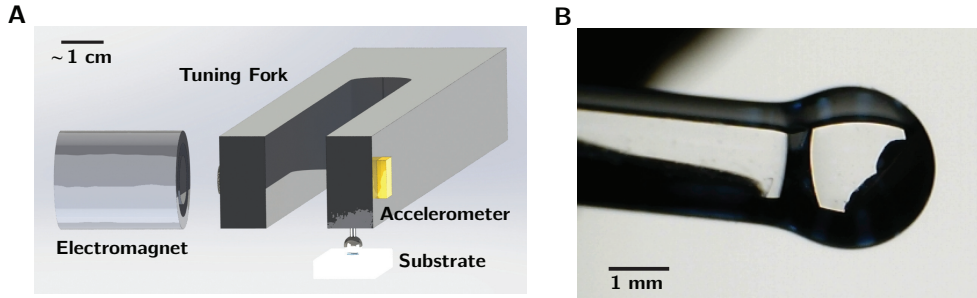 A
~ 1 cm
Tuning Fork
Accelerometer
Electromagnet
Substrate
B
1 mm